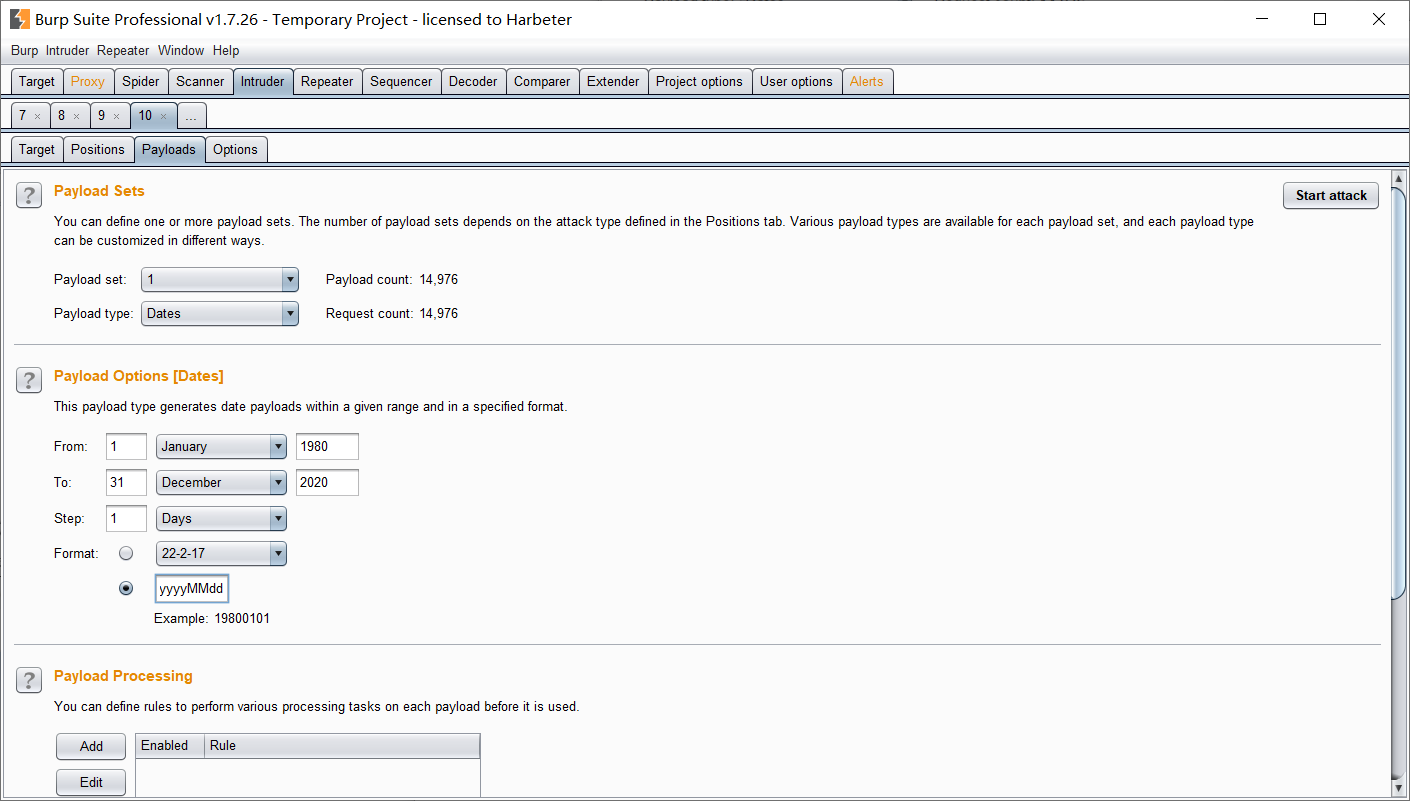 Burp Suite Professional v1.7.26 - Temporary Project - licensed to Harbeter
Burp Intruder Repeater Window Help
Target Proxy Spider Scanner Intruder Repeater Sequencer Decoder Comparer Extender Project options User options Alerts
7 × 8 × 9 × 10 × ...
Target Positions Payloads Options
? Payload Sets Start attack
You can define one or more payload sets. The number of payload sets depends on the attack type defined in the Positions tab. Various payload types are available for each payload set, and each payload type
can be customized in different ways.
Payload set: 1 Payload count: 14,976
Payload type: Dates Request count: 14,976
? Payload Options [Dates]
This payload type generates date payloads within a given range and in a specified format.
From: 1 January 1980
To: 31 December 2020
Step: 1 Days
Format: 22-2-17
yyyyMMdd
Example: 19800101
? Payload Processing
You can define rules to perform various processing tasks on each payload before it is used.
Add Enabled Rule
Edit